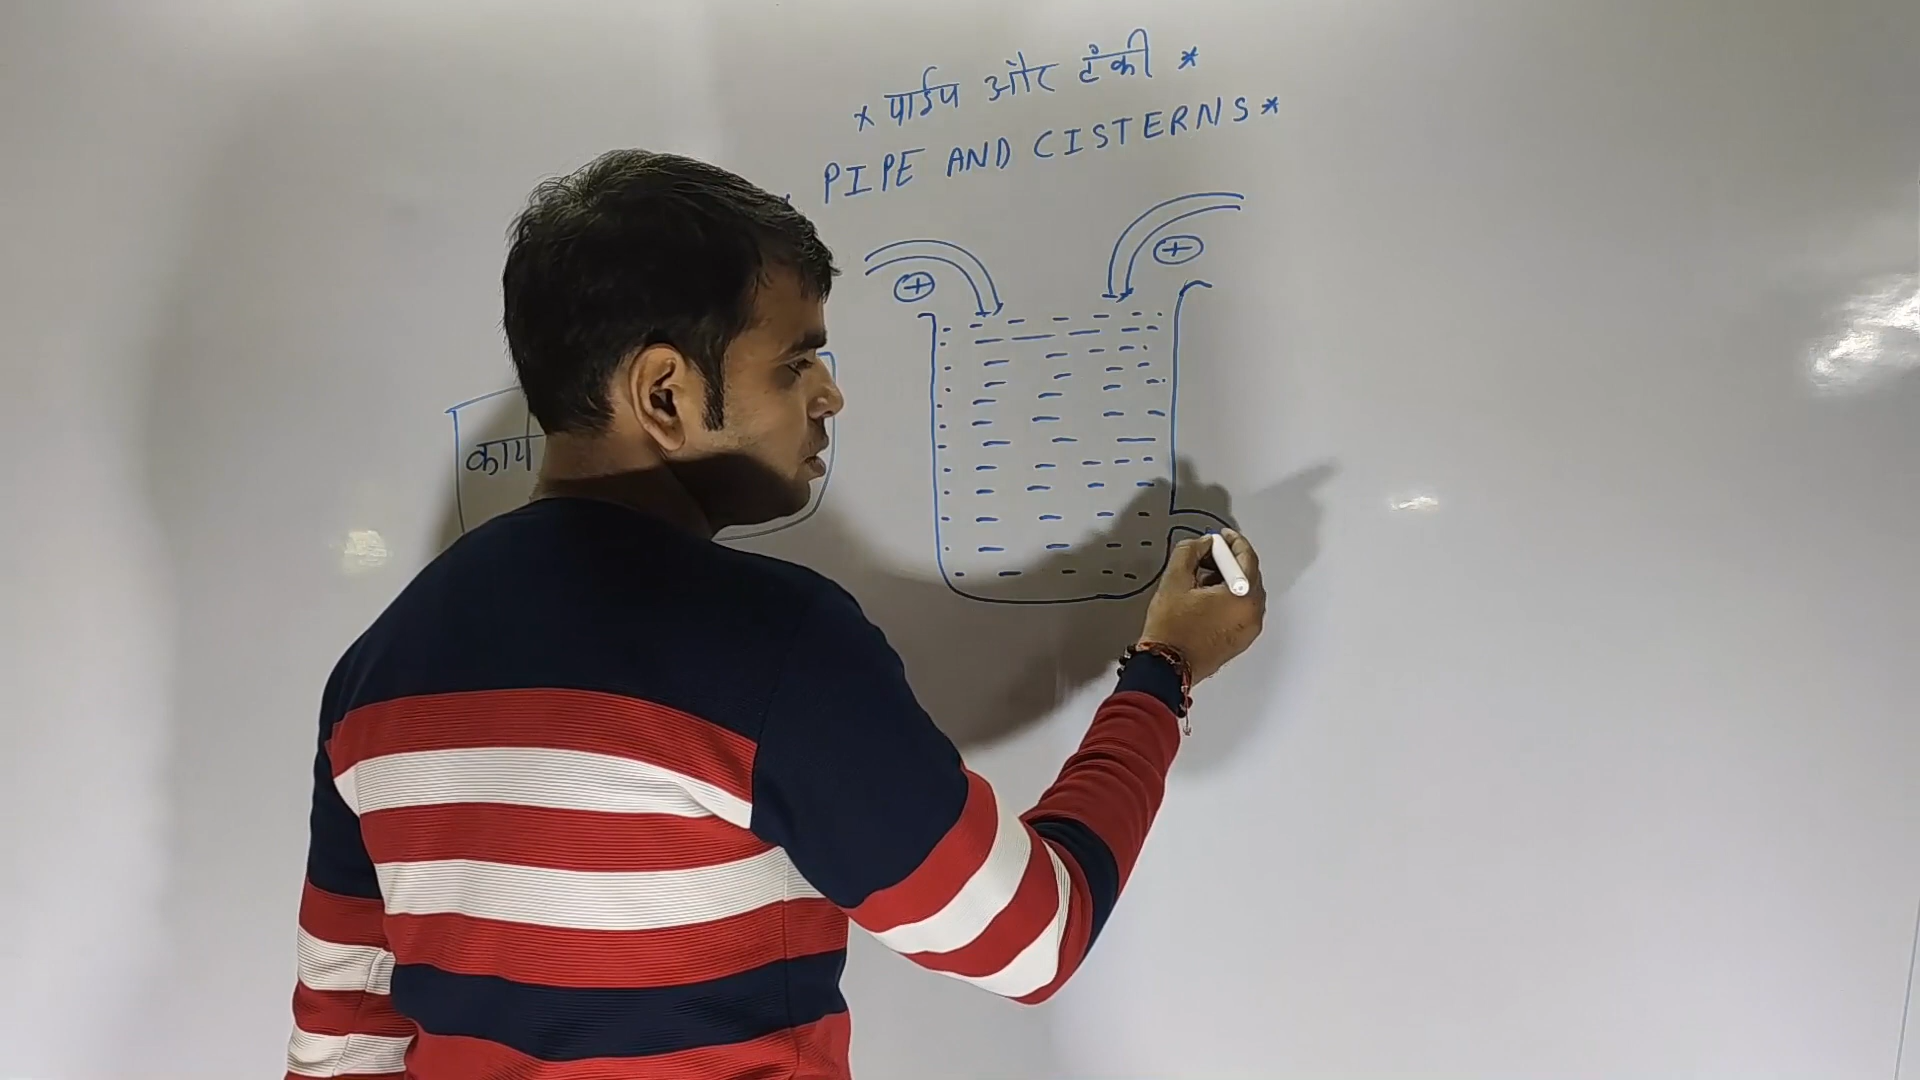 * पाईप और टंकी *
PIPE AND CISTERNS *
+
+
कार्य